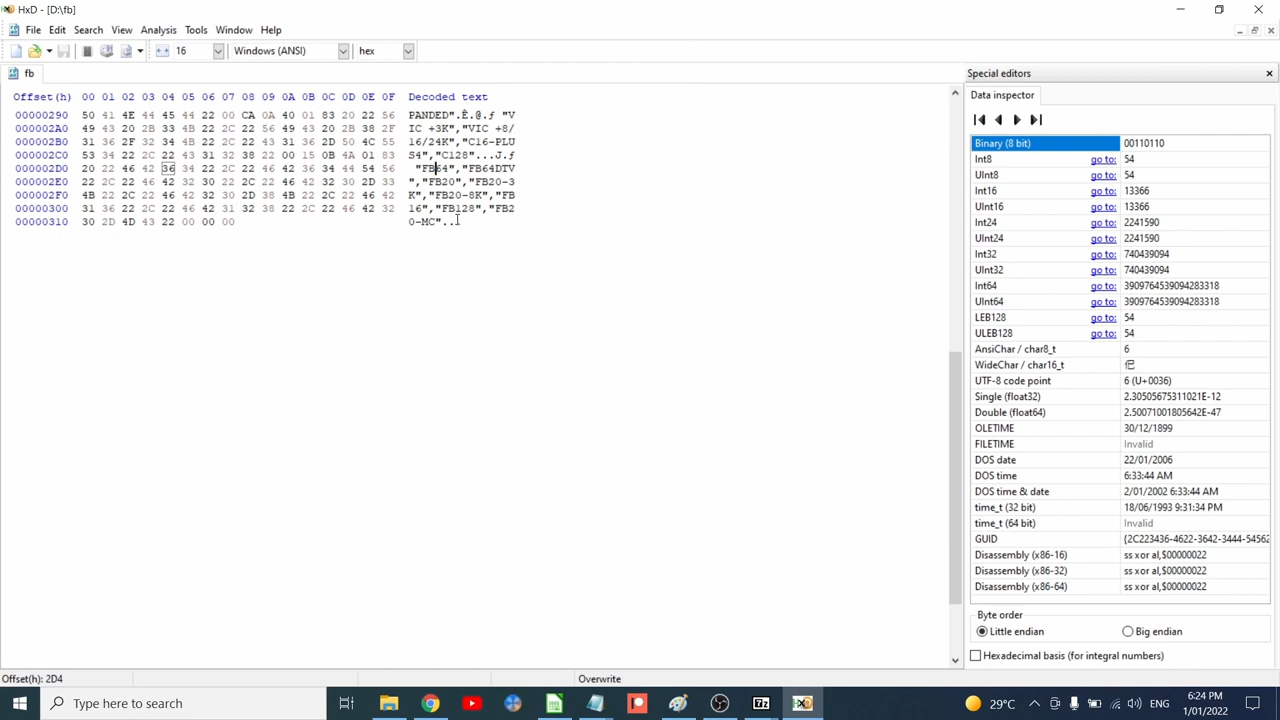 HxD - [D:\fb]
File Edit Search View Analysis Tools Window Help
16 Windows (ANSI) hex
fb
Offset(h) 00 01 02 03 04 05 06 07 08 09 0A 0B 0C 0D 0E 0F Decoded text
00000290 50 41 4E 44 45 44 22 00 CA 0A 40 01 83 20 22 56 PANDED".Ê.@.ƒ "V
000002A0 49 43 20 2B 33 4B 22 2C 22 56 49 43 20 2B 38 2F IC +3K","VIC +8/
000002B0 31 36 2F 32 34 4B 22 2C 22 43 31 36 2D 50 4C 55 16/24K","C16-PLU
000002C0 53 34 22 2C 22 43 31 32 38 22 00 15 0B 4A 01 83 S4","C128"...J.ƒ
000002D0 20 22 46 42 36 34 22 2C 22 46 42 36 34 44 54 56 "FB64","FB64DTV
000002E0 22 2C 22 46 42 32 30 22 2C 22 46 42 32 30 2D 33 ","FB20","FB20-3
000002F0 4B 22 2C 22 46 42 32 30 2D 38 4B 22 2C 22 46 42 K","FB20-8K","FB
00000300 31 36 22 2C 22 46 42 31 32 38 22 2C 22 46 42 32 16","FB128","FB2
00000310 30 2D 4D 43 22 00 00 00 0-MC"...
Special editors
Data inspector
Binary (8 bit) 00110110
Int8 go to: 54
UInt8 go to: 54
Int16 go to: 13366
UInt16 go to: 13366
Int24 go to: 2241590
UInt24 go to: 2241590
Int32 go to: 740439094
UInt32 go to: 740439094
Int64 go to: 3909764539094283318
UInt64 go to: 3909764539094283318
LEB128 go to: 54
ULEB128 go to: 54
AnsiChar / char8_t 6
WideChar / char16_t
UTF-8 code point 6 (U+0036)
Single (float32) 2.30505675311021E-12
Double (float64) 2.50071001805642E-47
OLETIME 30/12/1899
FILETIME Invalid
DOS date 22/01/2006
DOS time 6:33:44 AM
DOS time & date 2/01/2002 6:33:44 AM
time_t (32 bit) 18/06/1993 9:31:34 PM
time_t (64 bit) Invalid
GUID {2C223436-4622-3642-3444-54562
Disassembly (x86-16) ss xor al,$00000022
Disassembly (x86-32) ss xor al,$00000022
Disassembly (x86-64) ss xor al,$00000022
Byte order
Little endian Big endian
Hexadecimal basis (for integral numbers)
Offset(h): 2D4 Overwrite
Type here to search
29°C
6:24 PM
1/01/2022